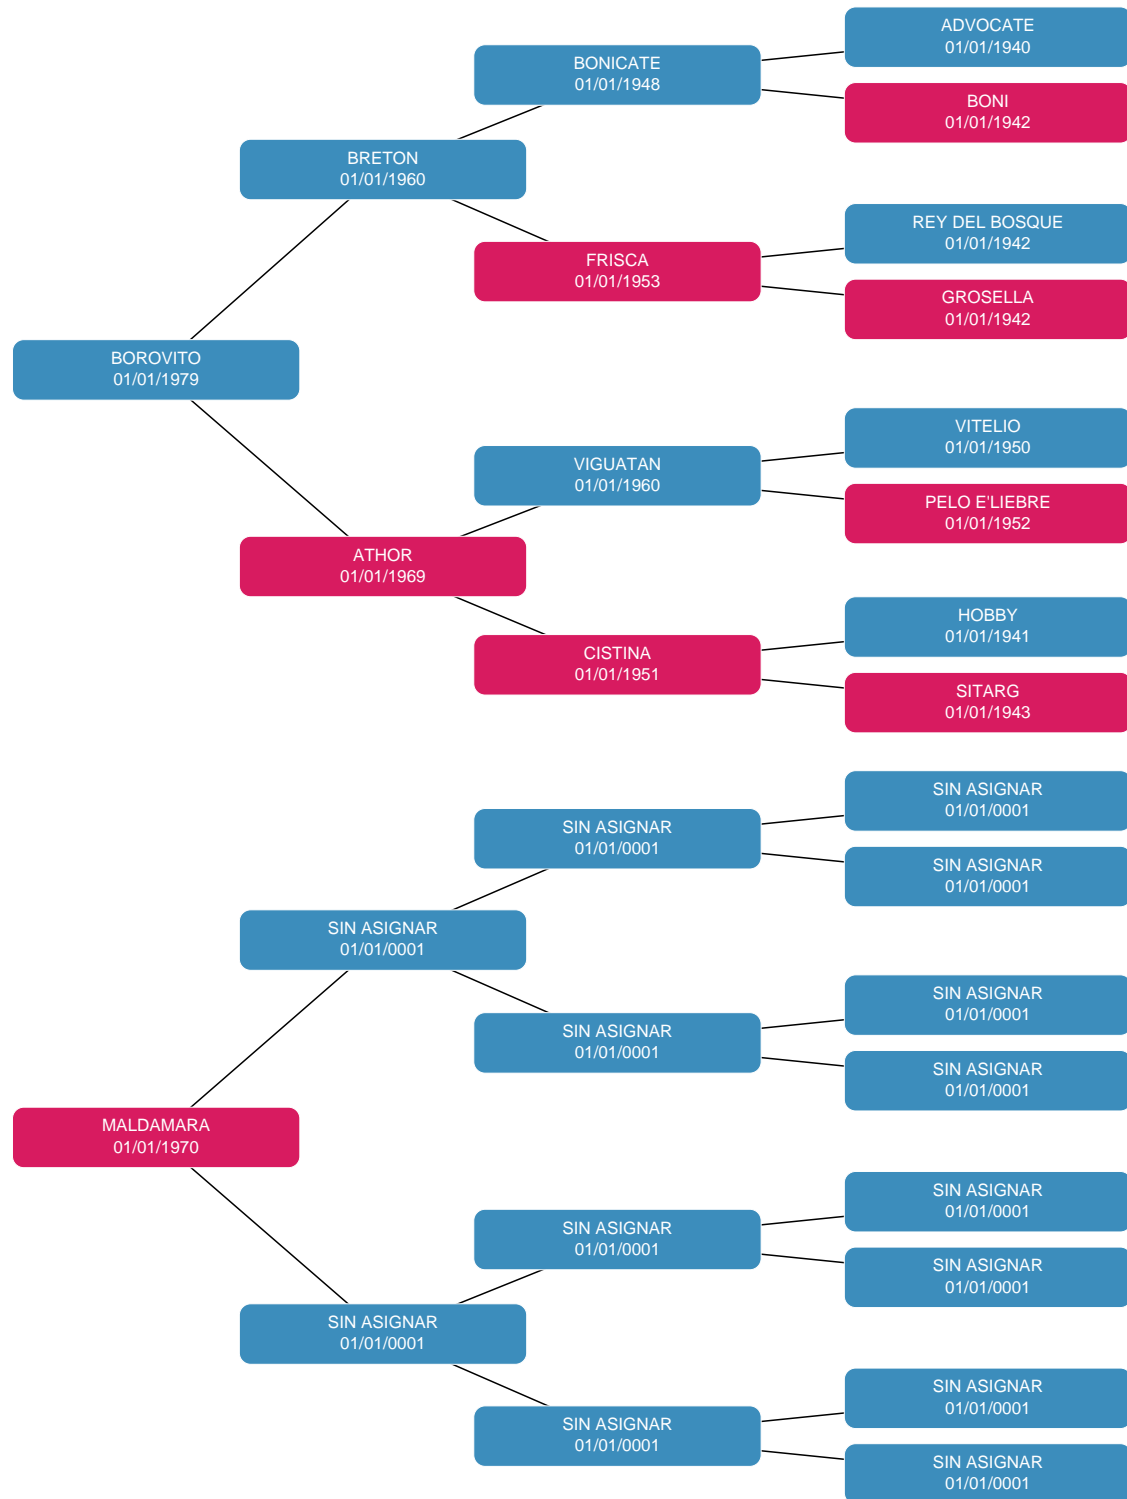 ADVOCATE
01/01/1940
BONICATE
01/01/1948
BONI
01/01/1942
BRETON
01/01/1960
REY DEL BOSQUE
01/01/1942
FRISCA
01/01/1953
GROSELLA
01/01/1942
BOROVITO
01/01/1979
VITELIO
01/01/1950
VIGUATAN
01/01/1960
PELO E'LIEBRE
01/01/1952
ATHOR
01/01/1969
HOBBY
01/01/1941
CISTINA
01/01/1951
SITARG
01/01/1943
SIN ASIGNAR
01/01/0001
SIN ASIGNAR
01/01/0001
SIN ASIGNAR
01/01/0001
SIN ASIGNAR
01/01/0001
SIN ASIGNAR
01/01/0001
SIN ASIGNAR
01/01/0001
SIN ASIGNAR
01/01/0001
MALDAMARA
01/01/1970
SIN ASIGNAR
01/01/0001
SIN ASIGNAR
01/01/0001
SIN ASIGNAR
01/01/0001
SIN ASIGNAR
01/01/0001
SIN ASIGNAR
01/01/0001
SIN ASIGNAR
01/01/0001
SIN ASIGNAR
01/01/0001